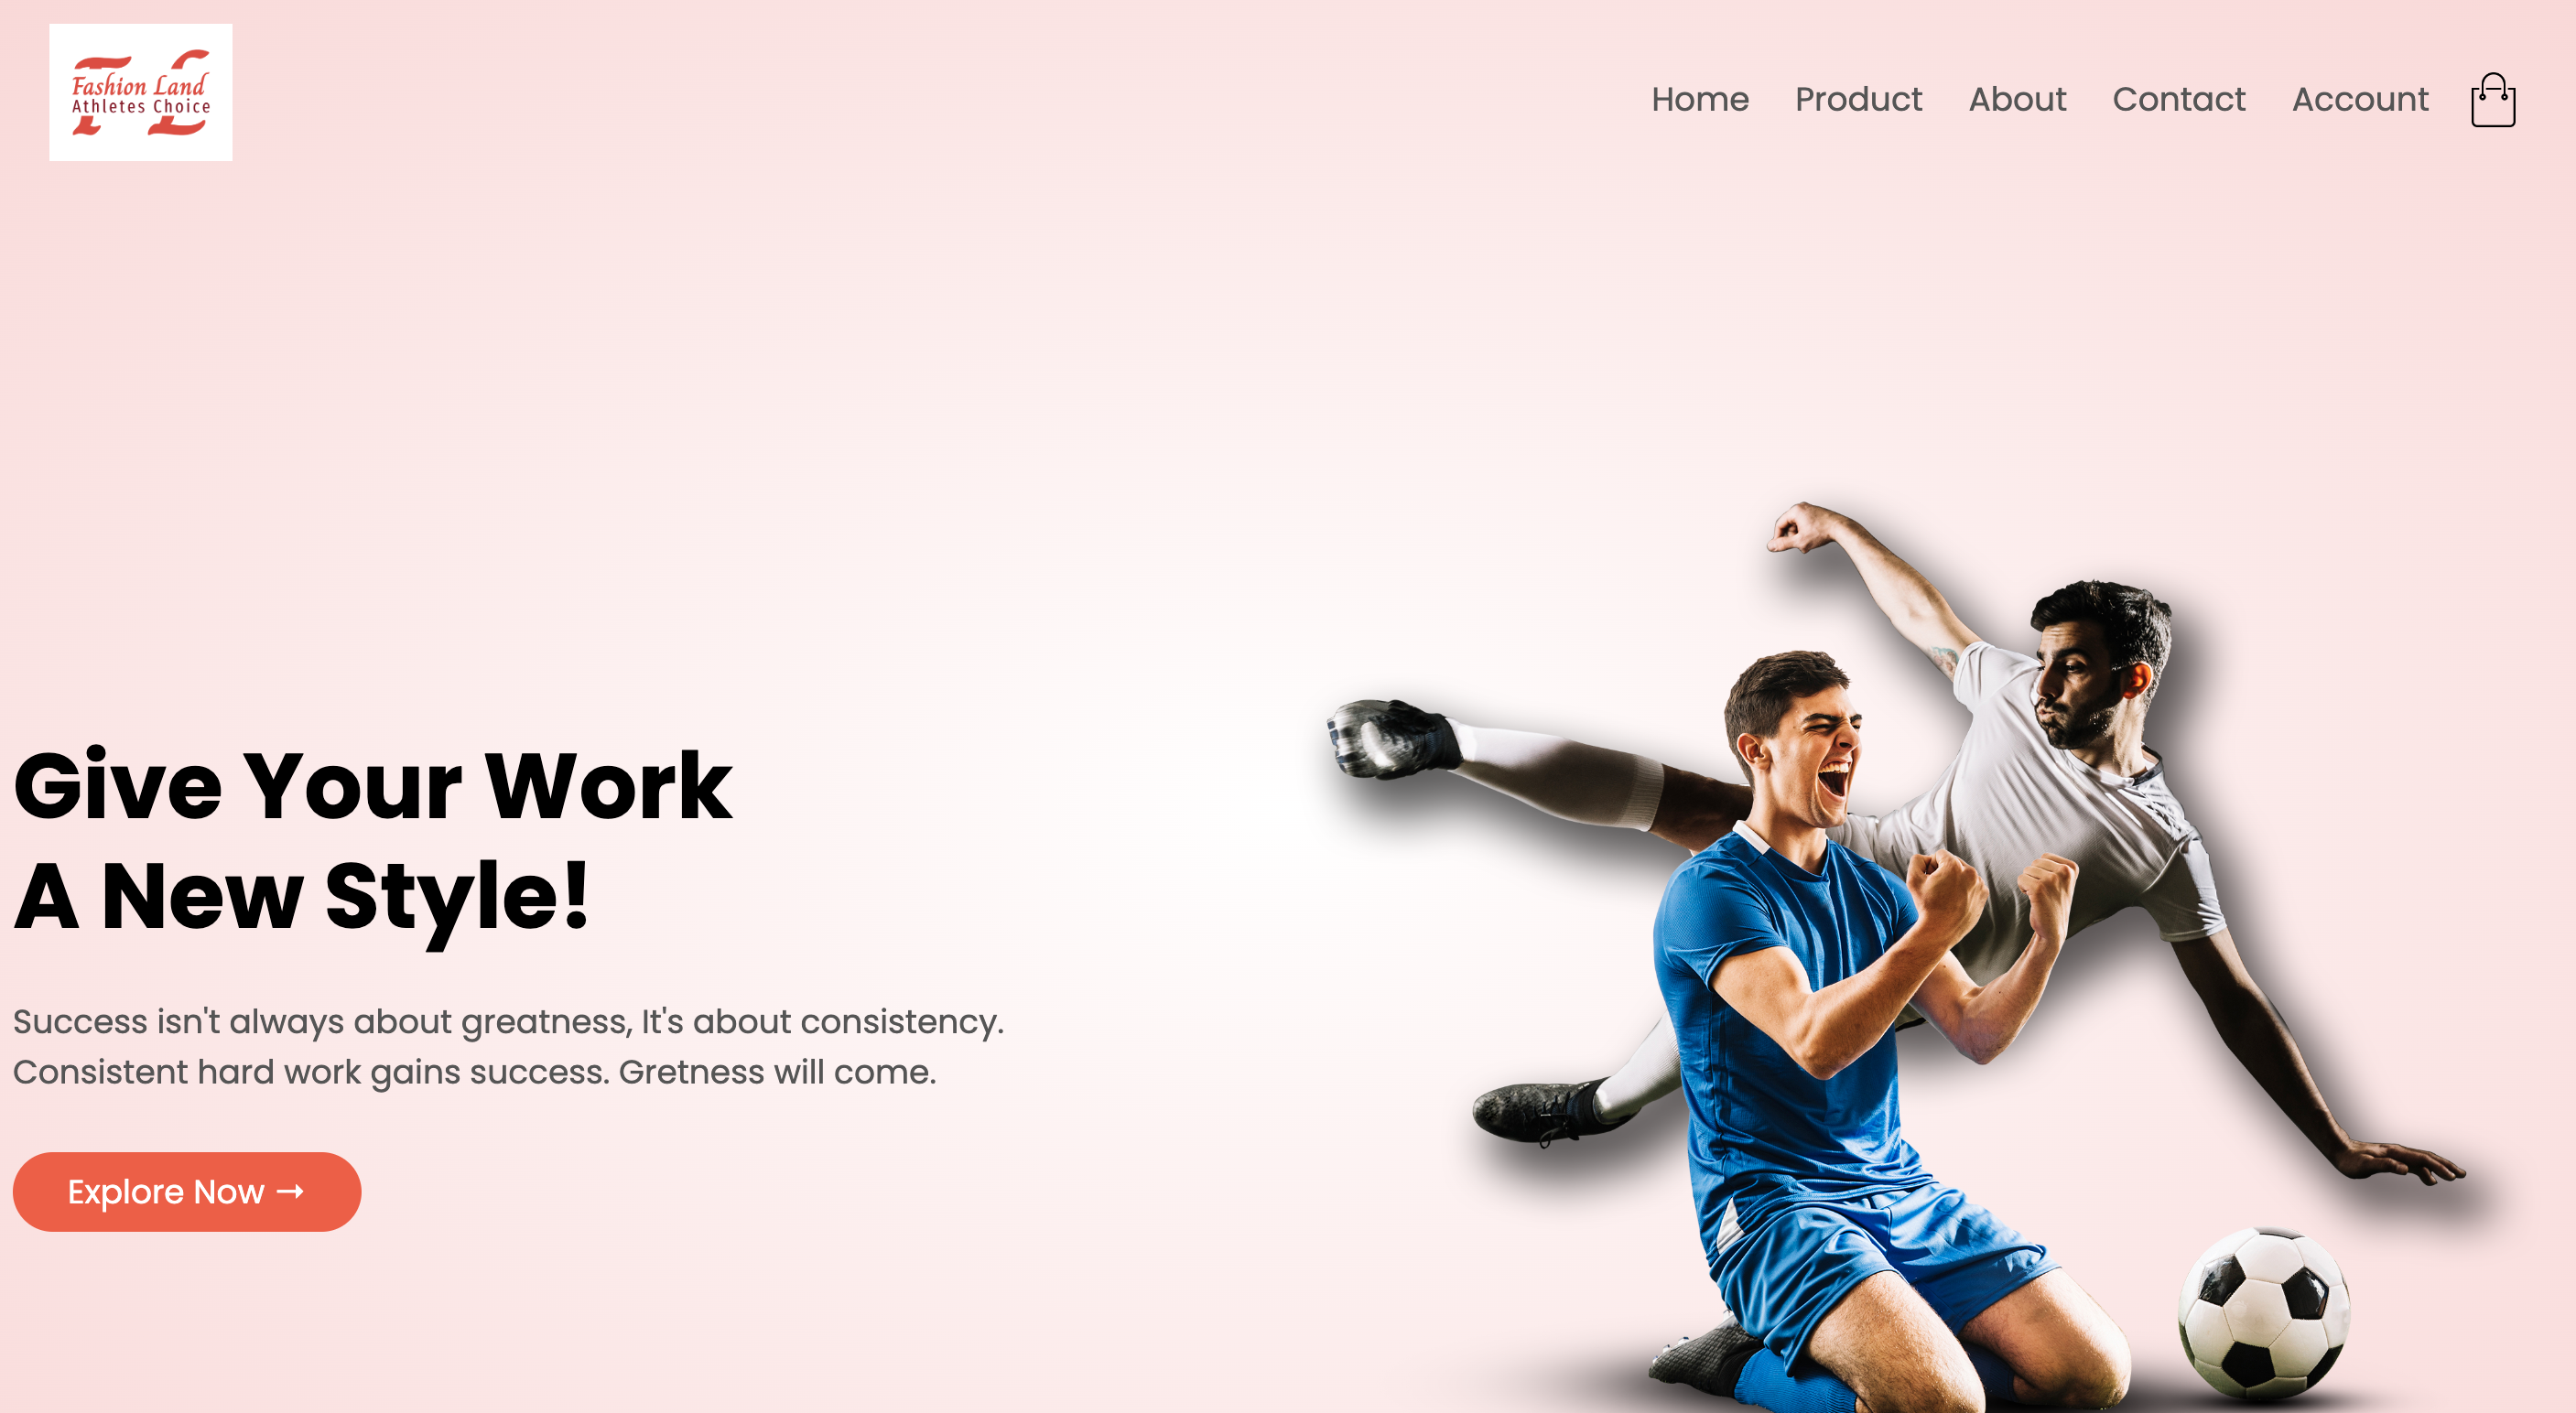 Fashion Land
Athletes Choice
Home Product About Contact Account
Give Your Work
A New Style!
Success isn't always about greatness, It's about consistency.
Consistent hard work gains success. Gretness will come.
Explore Now →